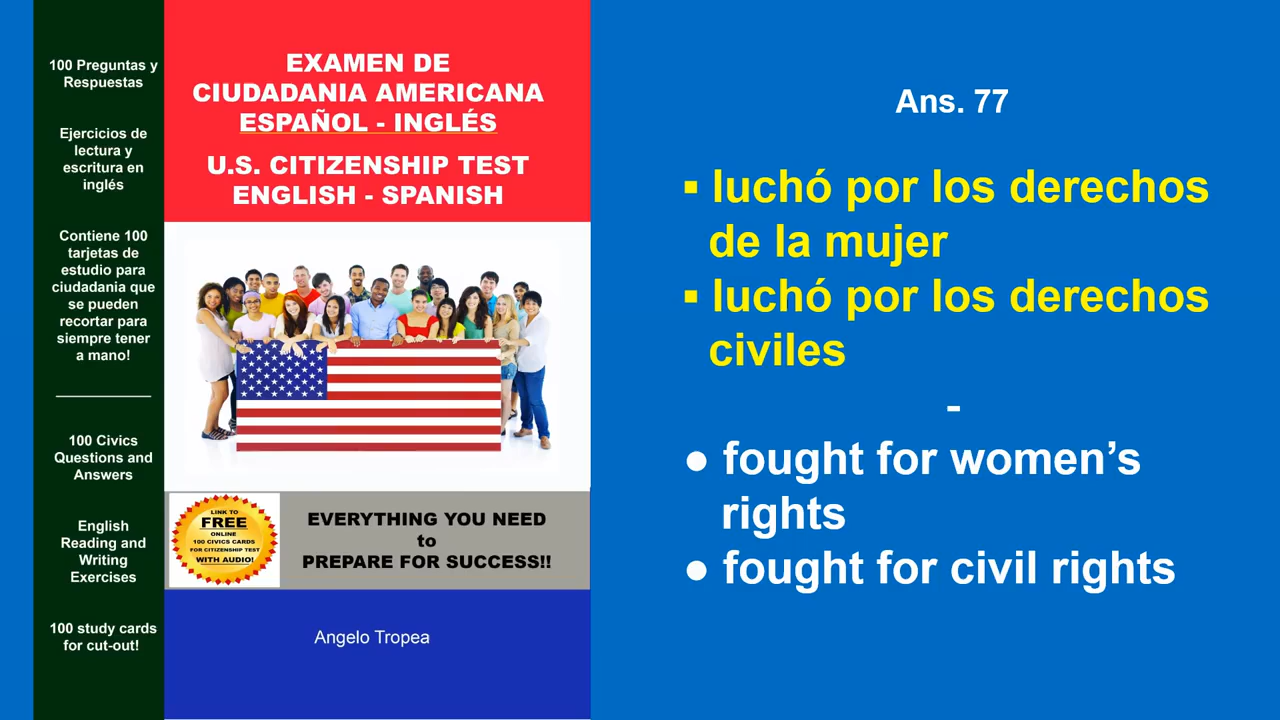 100 Preguntas y
Respuestas
Ejercicios de
lectura y
escritura en
inglés
Contiene 100
tarjetas de
estudio para
ciudadania que
se pueden
recortar para
siempre tener
a mano!
100 Civics
Questions and
Answers
English
Reading and
Writing
Exercises
100 study cards
for cut-out!
EXAMEN DE
CIUDADANIA AMERICANA
ESPAÑOL - INGLÉS
U.S. CITIZENSHIP TEST
ENGLISH - SPANISH
LINK TO
FREE
ONLINE
100 CIVICS CARDS
FOR CITIZENSHIP TEST
WITH AUDIO!
EVERYTHING YOU NEED
to
PREPARE FOR SUCCESS!!
Angelo Tropea
Ans. 77
▪ luchó por los derechos
de la mujer
▪ luchó por los derechos
civiles
-
● fought for women’s
rights
● fought for civil rights